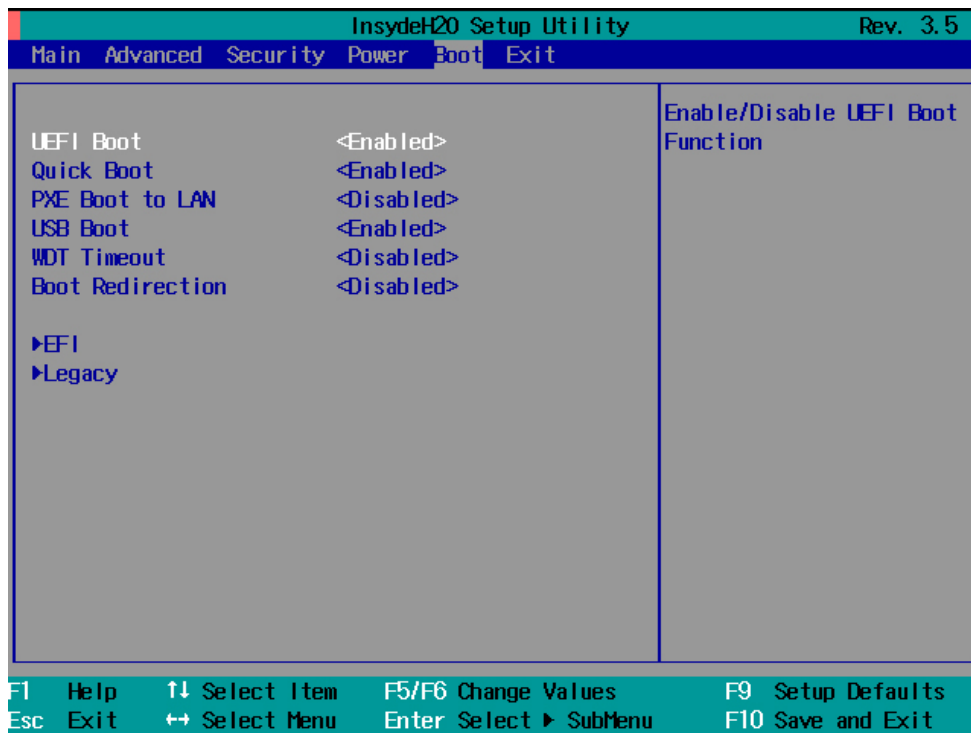 InsydeH2O Setup Utility Rev. 3.5
Main Advanced Security Power Boot Exit
UEFI Boot <Enabled>
Quick Boot <Enabled>
PXE Boot to LAN <Disabled>
USB Boot <Enabled>
WDT Timeout <Disabled>
Boot Redirection <Disabled>
▶EFI
▶Legacy
Enable/Disable UEFI Boot
Function
F1 Help ↑↓ Select Item F5/F6 Change Values F9 Setup Defaults
Esc Exit ↔ Select Menu Enter Select ▶ SubMenu F10 Save and Exit